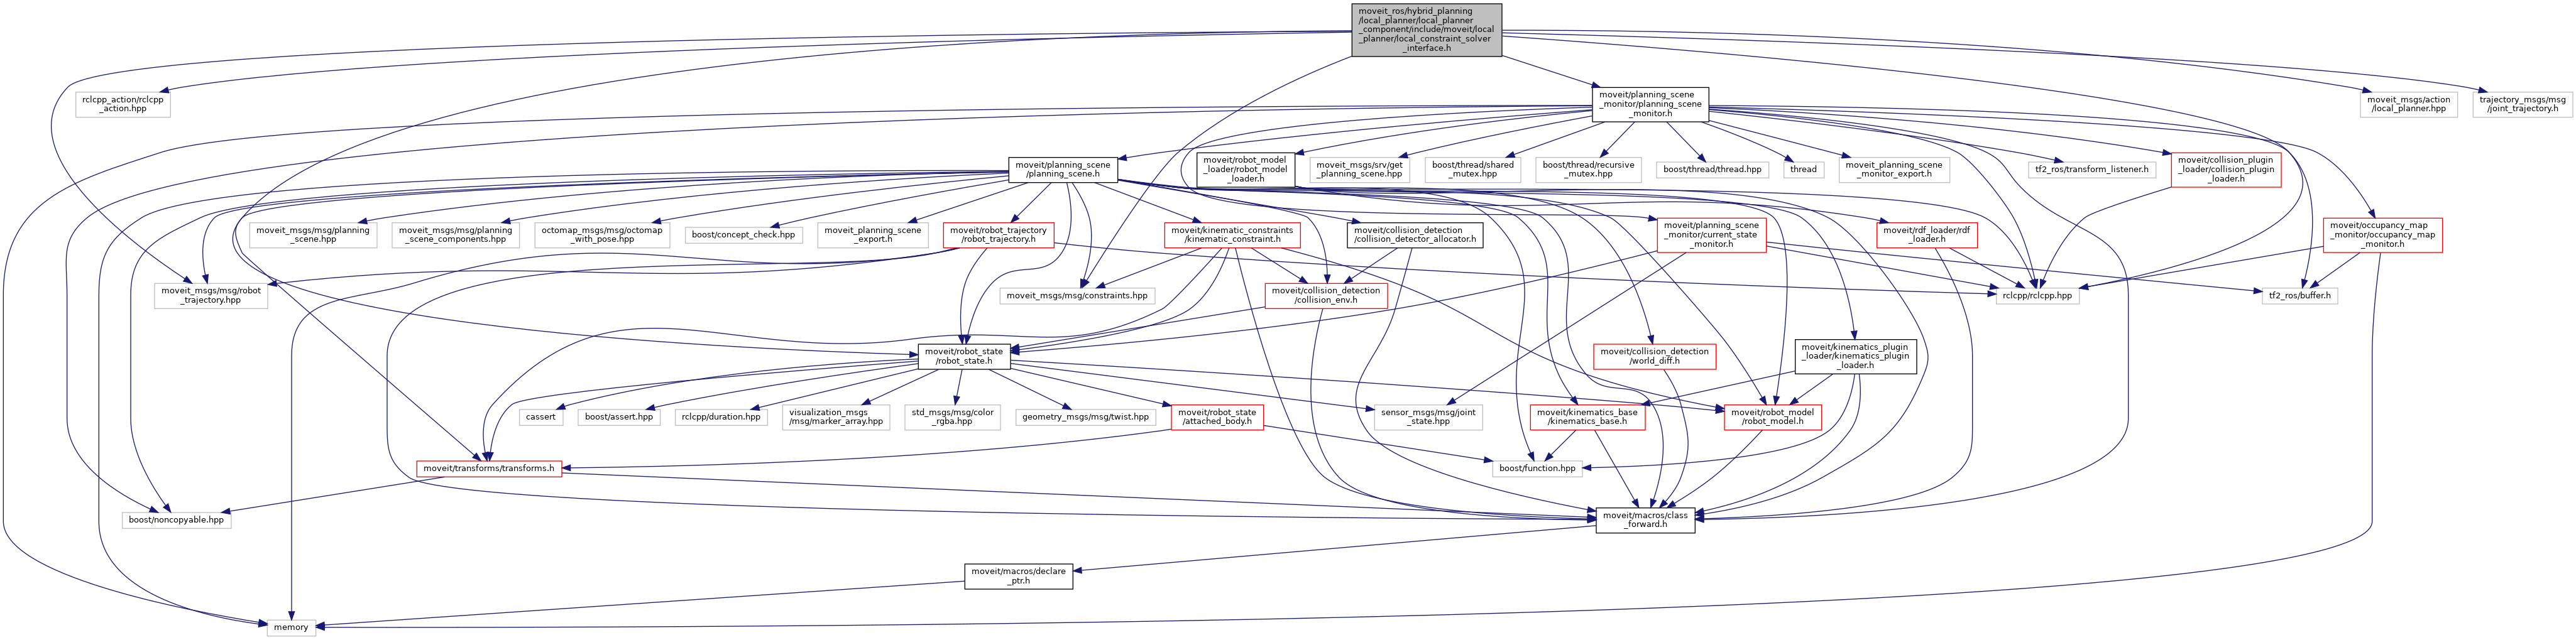 moveit_ros/hybrid_planning
/local_planner/local_planner
_component/include/moveit/local
_planner/local_constraint_solver
_interface.h
rclcpp_action/rclcpp
_action.hpp
moveit/planning_scene
_monitor/planning_scene
_monitor.h
moveit_msgs/action
/local_planner.hpp
trajectory_msgs/msg
/joint_trajectory.h
moveit/planning_scene
/planning_scene.h
moveit/robot_model
_loader/robot_model
_loader.h
moveit_msgs/srv/get
_planning_scene.hpp
boost/thread/shared
_mutex.hpp
boost/thread/recursive
_mutex.hpp
boost/thread/thread.hpp
thread
moveit_planning_scene
_monitor_export.h
tf2_ros/transform_listener.h
moveit/collision_plugin
_loader/collision_plugin
_loader.h
moveit_msgs/msg/planning
_scene.hpp
moveit_msgs/msg/planning
_scene_components.hpp
octomap_msgs/msg/octomap
_with_pose.hpp
boost/concept_check.hpp
moveit_planning_scene
_export.h
moveit/robot_trajectory
/robot_trajectory.h
moveit/kinematic_constraints
/kinematic_constraint.h
moveit/collision_detection
/collision_detector_allocator.h
moveit/planning_scene
_monitor/current_state
_monitor.h
moveit/rdf_loader/rdf
_loader.h
moveit/occupancy_map
_monitor/occupancy_map
_monitor.h
moveit_msgs/msg/robot
_trajectory.hpp
moveit_msgs/msg/constraints.hpp
moveit/collision_detection
/collision_env.h
rclcpp/rclcpp.hpp
tf2_ros/buffer.h
moveit/robot_state
/robot_state.h
moveit/collision_detection
/world_diff.h
moveit/kinematics_plugin
_loader/kinematics_plugin
_loader.h
cassert
boost/assert.hpp
rclcpp/duration.hpp
visualization_msgs
/msg/marker_array.hpp
std_msgs/msg/color
_rgba.hpp
geometry_msgs/msg/twist.hpp
moveit/robot_state
/attached_body.h
sensor_msgs/msg/joint
_state.hpp
moveit/kinematics_base
/kinematics_base.h
moveit/robot_model
/robot_model.h
moveit/transforms/transforms.h
boost/function.hpp
boost/noncopyable.hpp
moveit/macros/class
_forward.h
moveit/macros/declare
_ptr.h
memory